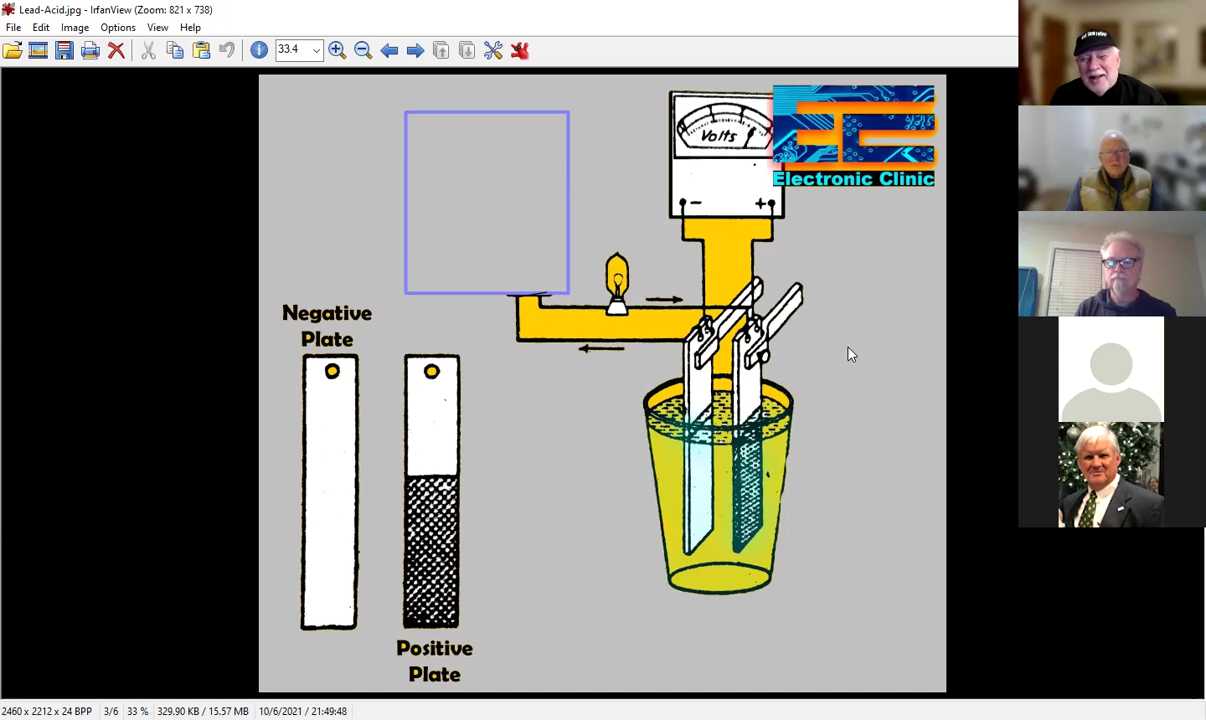 Lead-Acid.jpg - IrfanView (Zoom: 821 x 738)
File Edit Image Options View Help
33.4
Volts
- +
Electronic Clinic
Negative
Plate
Positive
Plate
2460 x 2212 x 24 BPP 3/6 33 % 329.90 KB / 15.57 MB 10/6/2021 / 21:49:48